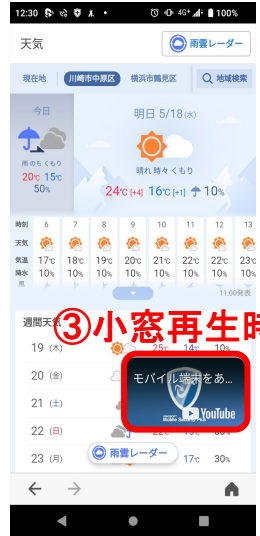 12:30 4G+ 100%
天気 雨雲レーダー
現在地 川崎市中原区 横浜市鶴見区 地域検索
今日
雨のちくもり
20℃ 15℃
50%
明日 5/18(水)
晴れ 時々 くもり
24℃ [+4] 16℃ [+1] 10%
時刻 6 7 8 9 10 11 12 13
天気
気温 17℃ 18℃ 19℃ 20℃ 21℃ 22℃ 22℃ 23℃
降水 10% 10% 10% 10% 10% 10% 10% 10%
風
11:00発表
週間天気
③小窓再生時
19 (木) 25℃ 14℃ 10%
20 (金)
モバイル端末をあ...
21 (土)
YouTube
22 (日)
雨雲レーダー
23 (月) 17℃ 30%